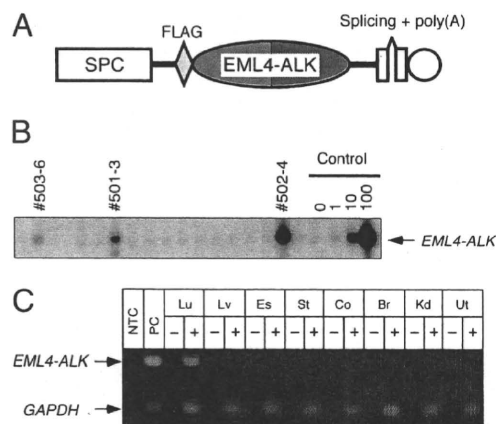 A
Splicing + poly(A)
FLAG
SPC
EML4-ALK
B
#503-6
#501-3
#502-4
Control
0
1
10
100
EML4-ALK
C
NTC
PC
Lu
Lv
Es
St
Co
Br
Kd
Ut
− + − + − + − + − + − + − + − +
EML4-ALK
GAPDH